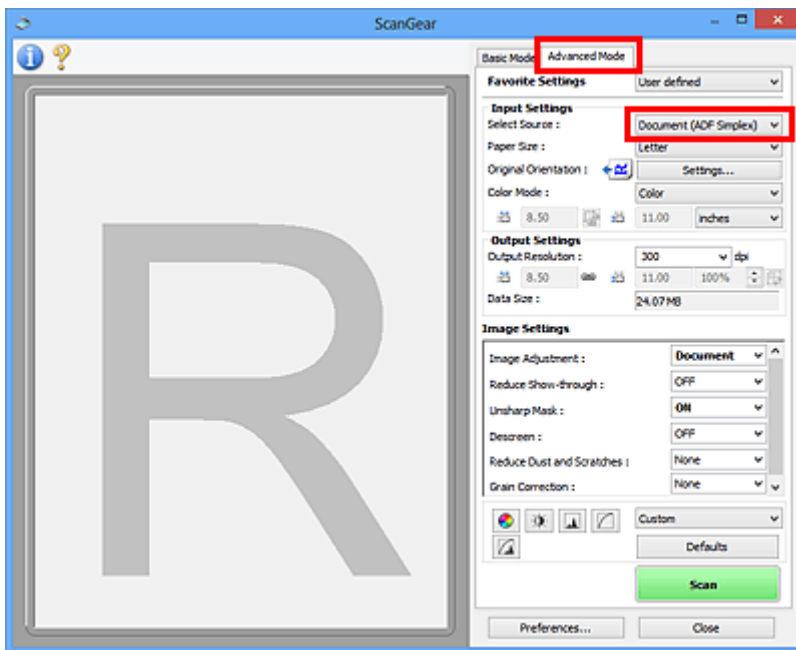 ScanGear
Basic Mode Advanced Mode
Favorite Settings User defined
Input Settings
Select Source : Document (ADF Simplex)
Paper Size : Letter
Original Orientation : Settings...
Color Mode : Color
8.50 11.00 inches
Output Settings
Output Resolution : 300 dpi
8.50 11.00 100%
Data Size : 24.07 MB
Image Settings
Image Adjustment : Document
Reduce Show-through : OFF
Unsharp Mask : ON
Descreen : OFF
Reduce Dust and Scratches : None
Grain Correction : None
Custom
Defaults
Scan
Preferences... Close
R